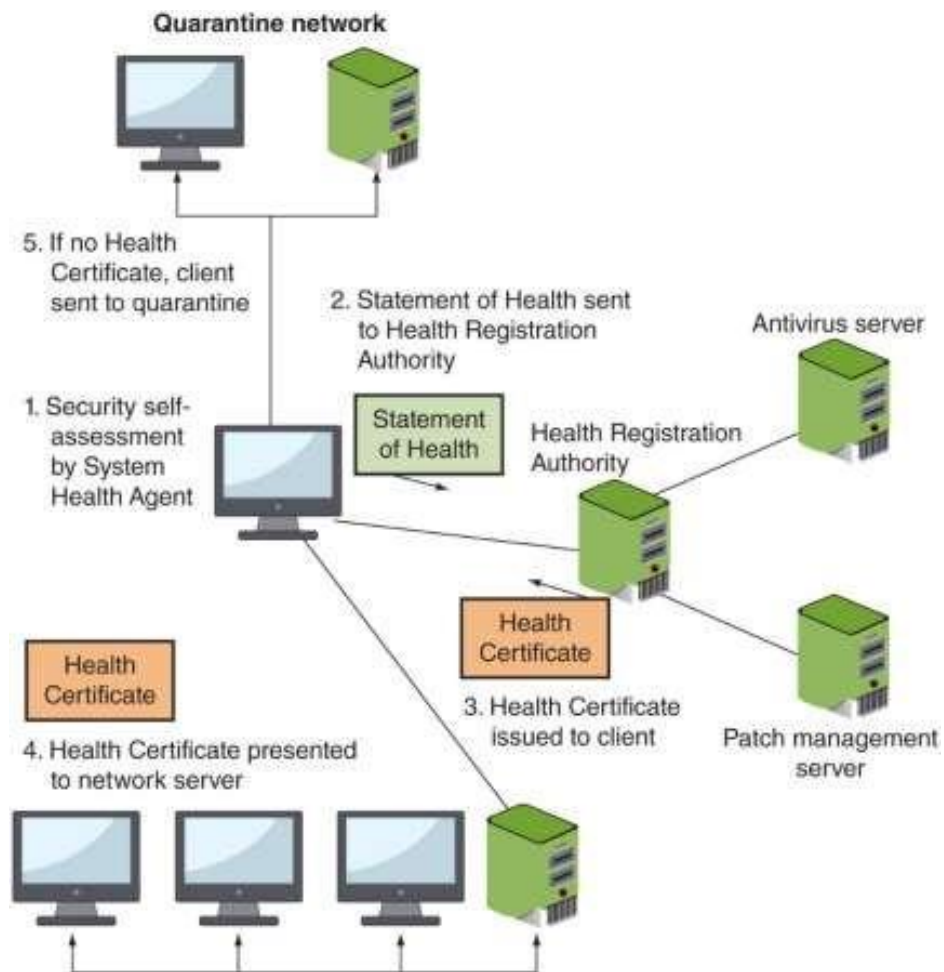 Quarantine network
5. If no Health
Certificate, client
sent to quarantine
2. Statement of Health sent
to Health Registration
Authority
Antivirus server
1. Security self-
assessment
by System
Health Agent
Statement
of Health
Health Registration
Authority
Health
Certificate
Health
Certificate
3. Health Certificate
issued to client
4. Health Certificate presented
to network server
Patch management
server